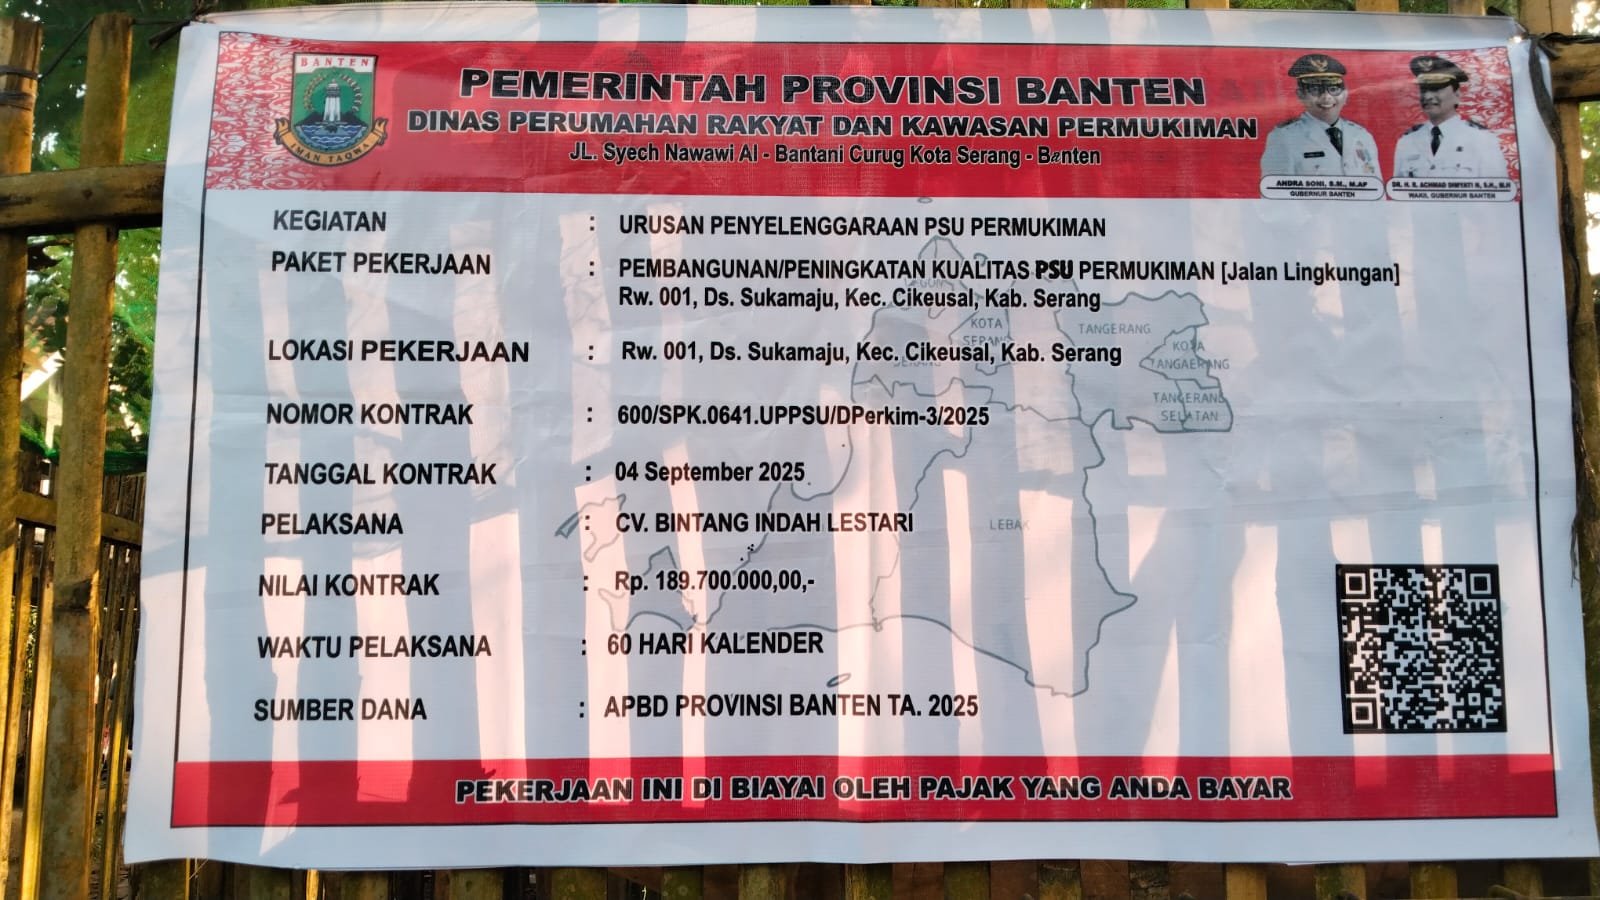 BANTEN
IMAN TAQWA
PEMERINTAH PROVINSI BANTEN
DINAS PERUMAHAN RAKYAT DAN KAWASAN PERMUKIMAN
JL. Syech Nawawi Al - Bantani Curug Kota Serang - Banten
ANDRA SONI, S.M., M.AP
GUBERNUR BANTEN
DR. H. R. ACHMAD DIMYATI N, S.H., M.H
WAKIL GUBERNUR BANTEN
KEGIATAN : URUSAN PENYELENGGARAAN PSU PERMUKIMAN
PAKET PEKERJAAN : PEMBANGUNAN/PENINGKATAN KUALITAS PSU PERMUKIMAN [Jalan Lingkungan]
Rw. 001, Ds. Sukamaju, Kec. Cikeusal, Kab. Serang
LOKASI PEKERJAAN : Rw. 001, Ds. Sukamaju, Kec. Cikeusal, Kab. Serang
NOMOR KONTRAK : 600/SPK.0641.UPPSU/DPerkim-3/2025
TANGGAL KONTRAK : 04 September 2025
PELAKSANA : CV. BINTANG INDAH LESTARI
NILAI KONTRAK : Rp. 189.700.000,00,-
WAKTU PELAKSANA : 60 HARI KALENDER
SUMBER DANA : APBD PROVINSI BANTEN TA. 2025
KOTA
SERANG
SERANG
TANGERANG
KOTA
TANGAERANG
TANGERANG
SELATAN
LEBAK
PEKERJAAN INI DI BIAYAI OLEH PAJAK YANG ANDA BAYAR